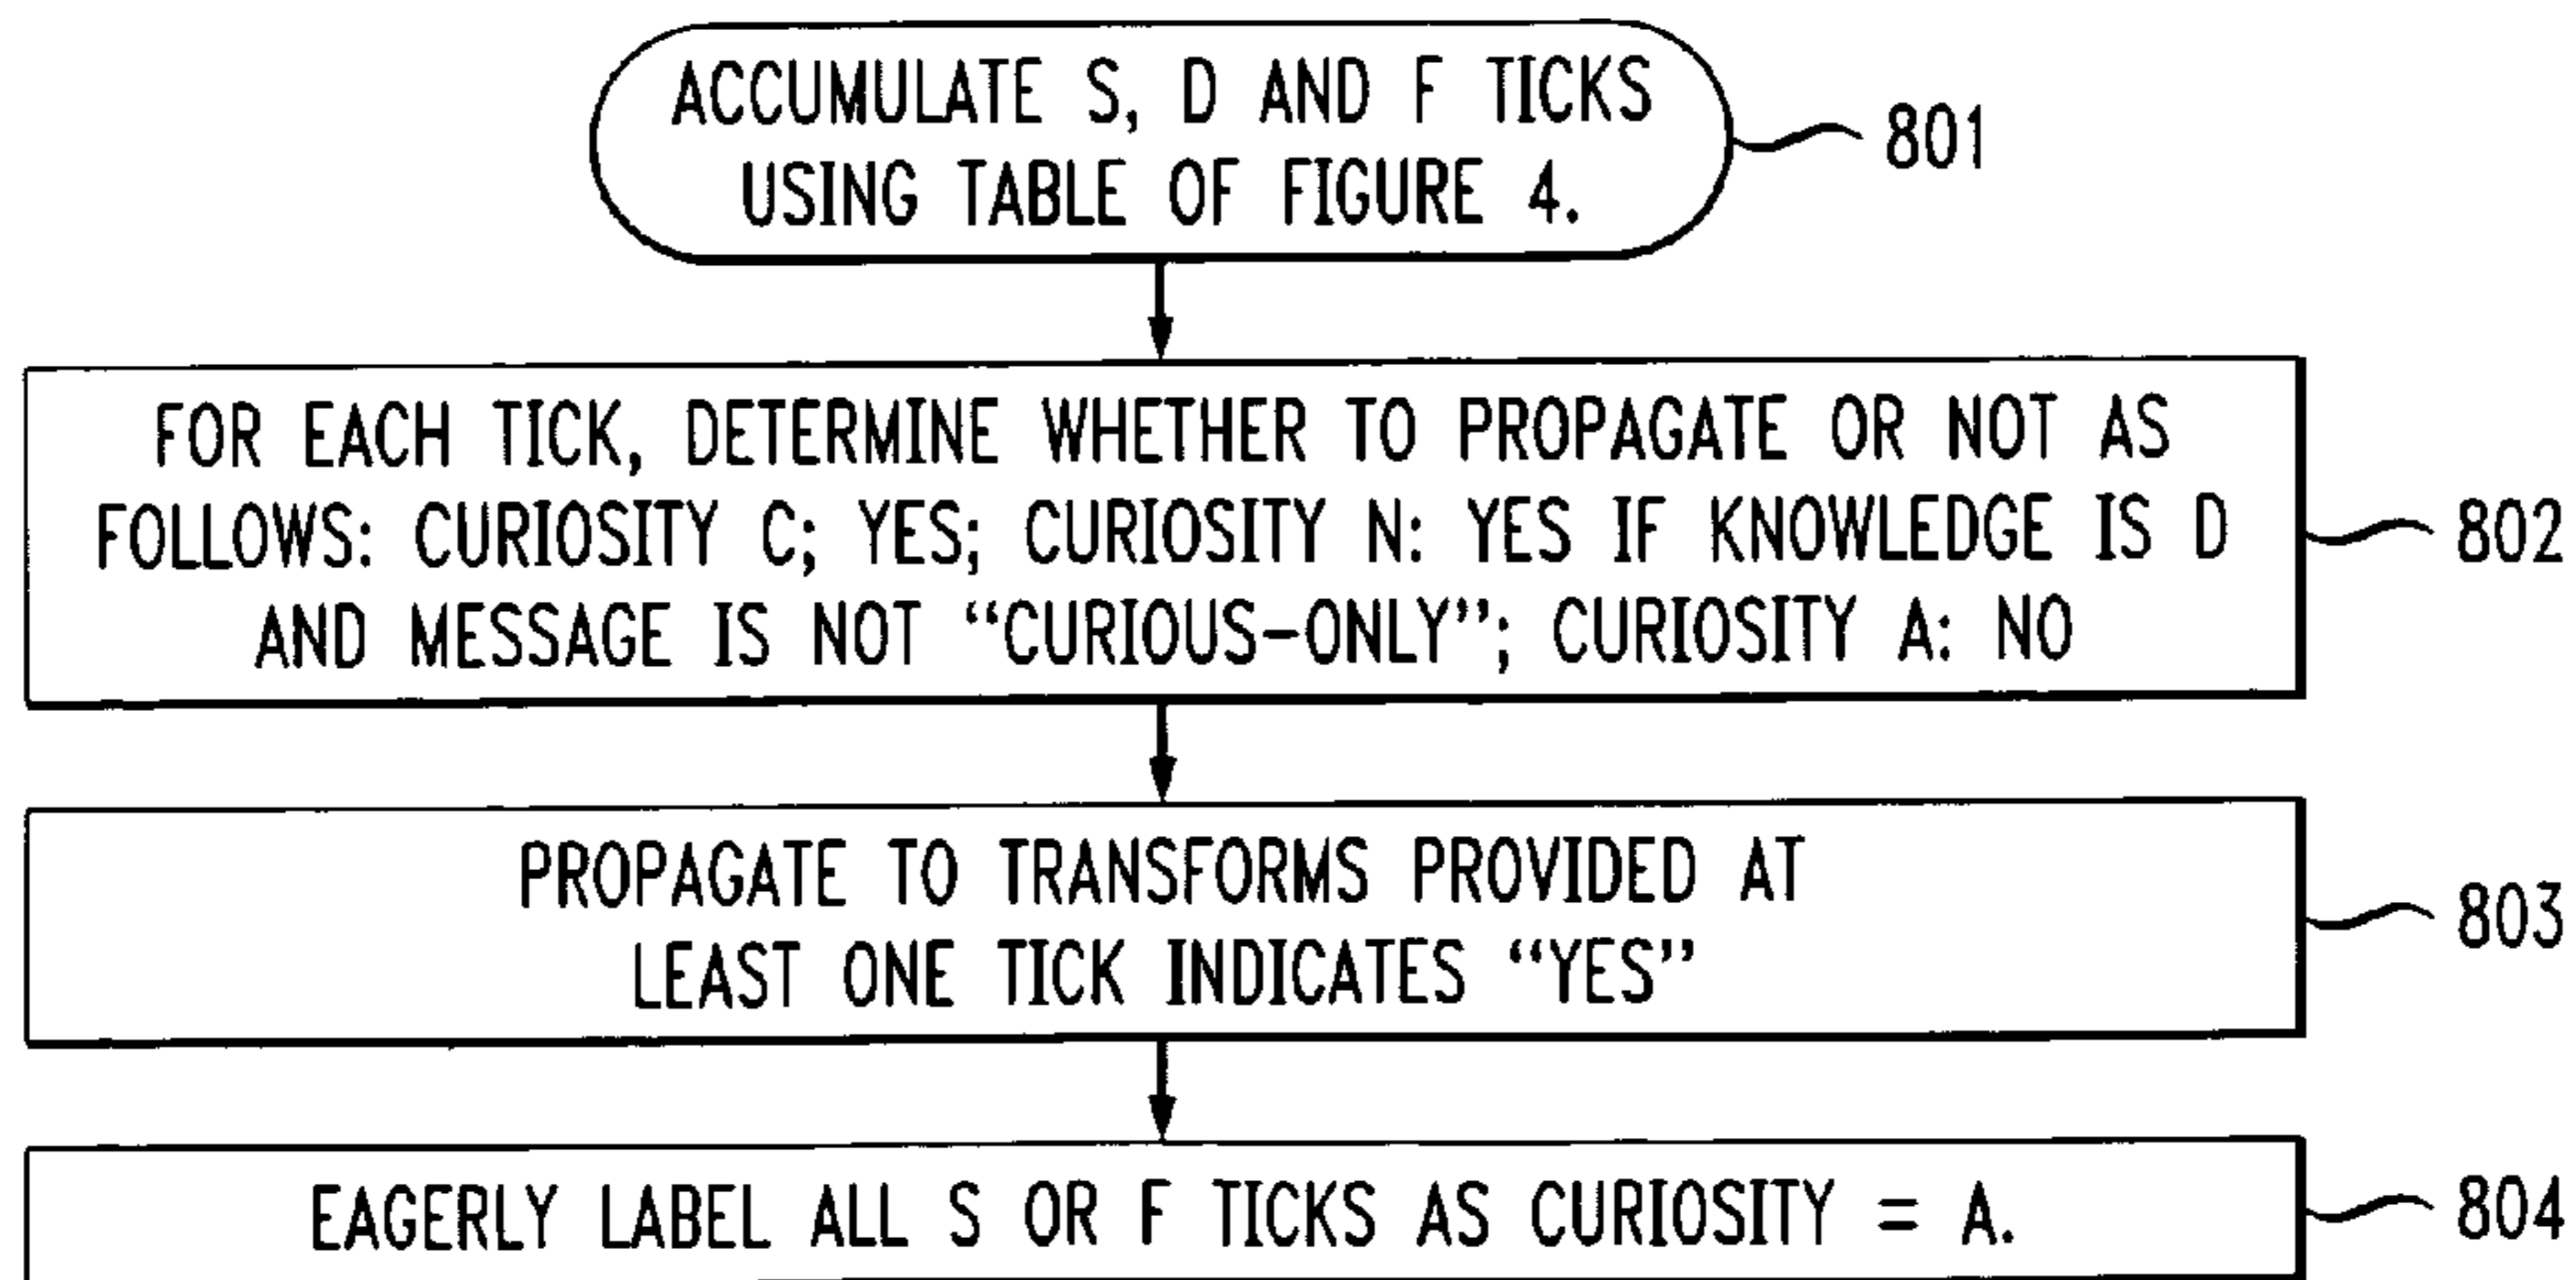 ACCUMULATE S, D AND F TICKS
USING TABLE OF FIGURE 4.
801
FOR EACH TICK, DETERMINE WHETHER TO PROPAGATE OR NOT AS
FOLLOWS: CURIOSITY C; YES; CURIOSITY N: YES IF KNOWLEDGE IS D
AND MESSAGE IS NOT “CURIOUS-ONLY”; CURIOSITY A: NO
802
PROPAGATE TO TRANSFORMS PROVIDED AT
LEAST ONE TICK INDICATES “YES”
803
EAGERLY LABEL ALL S OR F TICKS AS CURIOSITY = A.
804